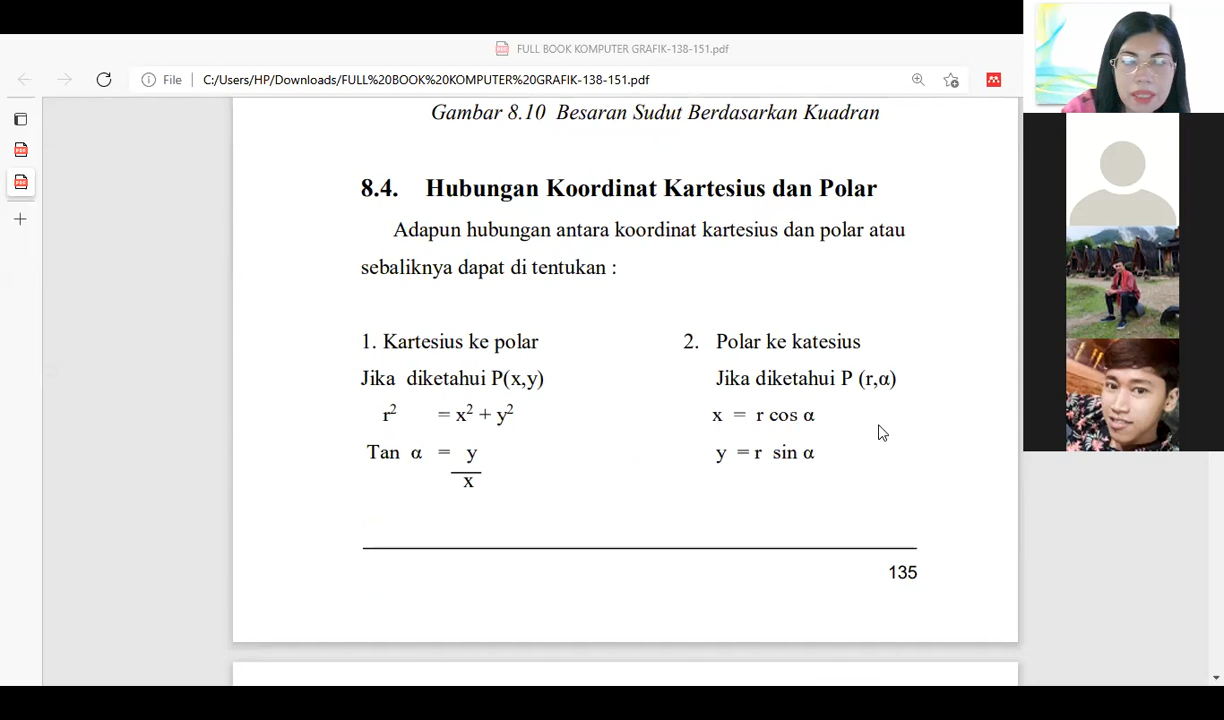 FULL BOOK KOMPUTER GRAFIK-138-151.pdf
File | C:/Users/HP/Downloads/FULL%20BOOK%20KOMPUTER%20GRAFIK-138-151.pdf
Gambar 8.10 Besaran Sudut Berdasarkan Kuadran
8.4. Hubungan Koordinat Kartesius dan Polar
Adapun hubungan antara koordinat kartesius dan polar atau
sebaliknya dapat di tentukan :
1. Kartesius ke polar
Jika diketahui P(x,y)
r² = x² + y²
Tan α = y
x
2. Polar ke katesius
Jika diketahui P (r,α)
x = r cos α
y = r sin α
135